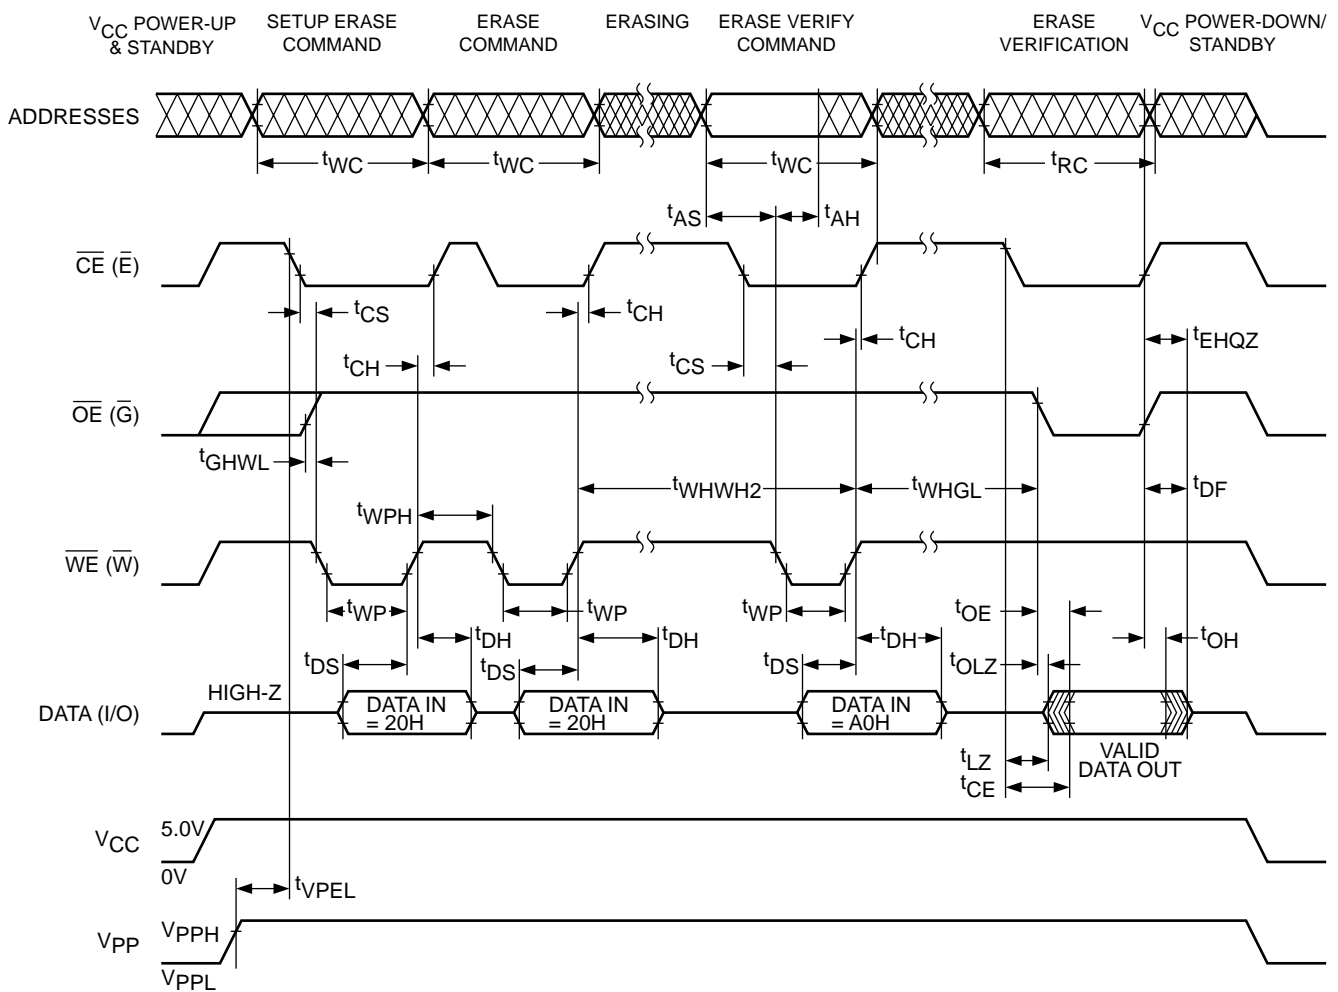 VCC POWER-UP & STANDBY
SETUP ERASE COMMAND
ERASE COMMAND
ERASING
ERASE VERIFY COMMAND
ERASE VERIFICATION
VCC POWER-DOWN/ STANDBY
ADDRESSES
tWC
tWC
tWC
tRC
tAS
tAH
CE (E)
tCS
tCH
tCH
tCS
tCH
tEHQZ
OE (G)
tGHWL
tWHWH2
tWHGL
tDF
tWPH
WE (W)
tWP
tWP
tWP
tOE
tDH
tDH
tDH
tOH
tDS
tDS
tDS
tOLZ
HIGH-Z
DATA (I/O)
DATA IN = 20H
DATA IN = 20H
DATA IN = A0H
VALID DATA OUT
tLZ
tCE
VCC
5.0V
0V
tVPEL
VPP
VPPH
VPPL